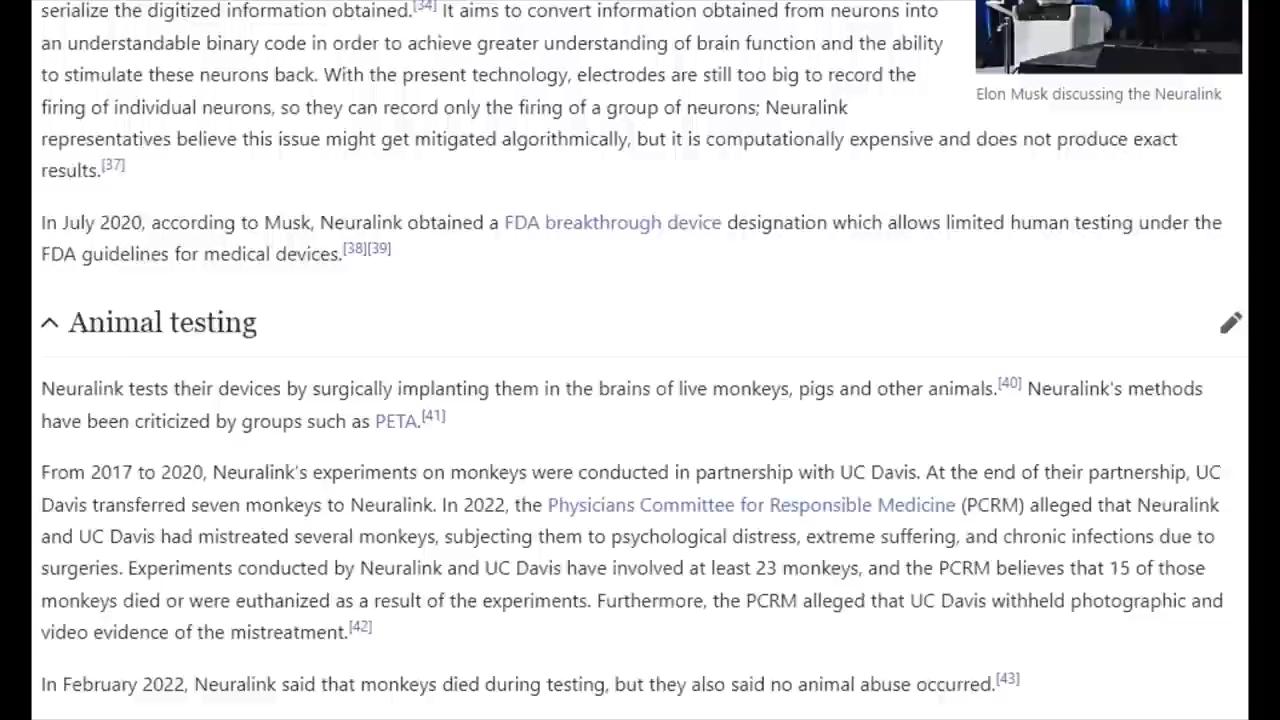 serialize the digitized information obtained.[34] It aims to convert information obtained from neurons into
an understandable binary code in order to achieve greater understanding of brain function and the ability
to stimulate these neurons back. With the present technology, electrodes are still too big to record the
firing of individual neurons, so they can record only the firing of a group of neurons; Neuralink
representatives believe this issue might get mitigated algorithmically, but it is computationally expensive and does not produce exact
results.[37]
Elon Musk discussing the Neuralink
In July 2020, according to Musk, Neuralink obtained a FDA breakthrough device designation which allows limited human testing under the
FDA guidelines for medical devices.[38][39]
Animal testing
Neuralink tests their devices by surgically implanting them in the brains of live monkeys, pigs and other animals.[40] Neuralink's methods
have been criticized by groups such as PETA.[41]
From 2017 to 2020, Neuralink's experiments on monkeys were conducted in partnership with UC Davis. At the end of their partnership, UC
Davis transferred seven monkeys to Neuralink. In 2022, the Physicians Committee for Responsible Medicine (PCRM) alleged that Neuralink
and UC Davis had mistreated several monkeys, subjecting them to psychological distress, extreme suffering, and chronic infections due to
surgeries. Experiments conducted by Neuralink and UC Davis have involved at least 23 monkeys, and the PCRM believes that 15 of those
monkeys died or were euthanized as a result of the experiments. Furthermore, the PCRM alleged that UC Davis withheld photographic and
video evidence of the mistreatment.[42]
In February 2022, Neuralink said that monkeys died during testing, but they also said no animal abuse occurred.[43]